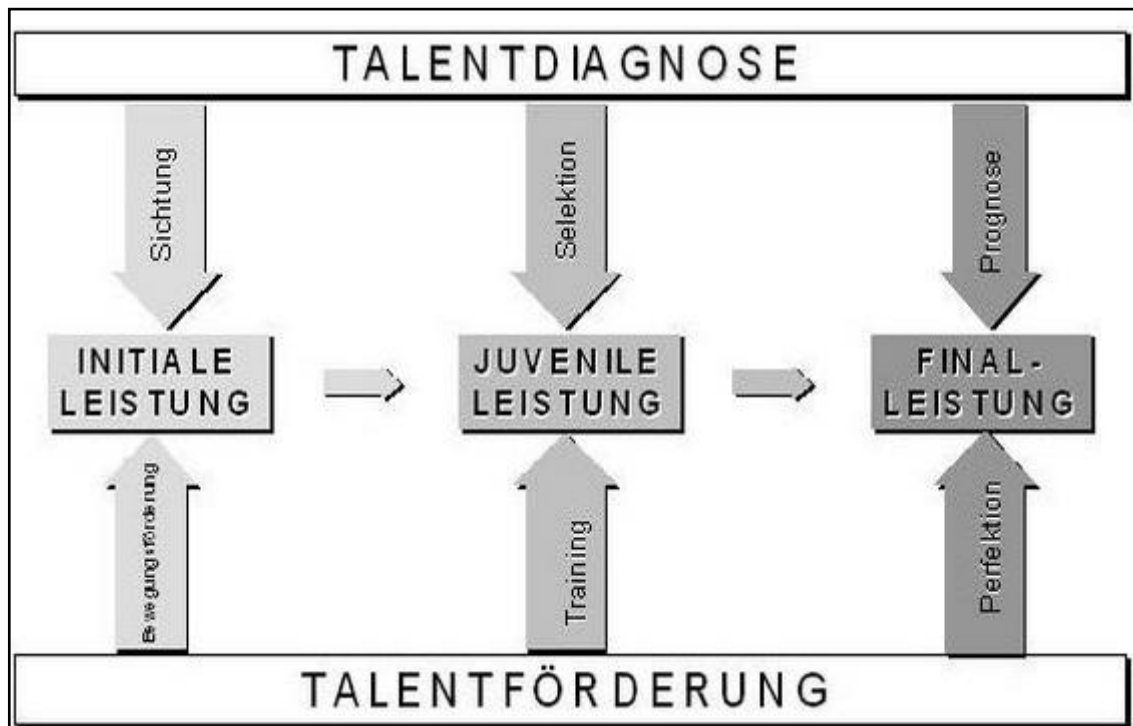 TALENTDIAGNOSE
Sichtung
Selektion
Prognose
INITIALE
LEISTUNG
JUVENILE
LEISTUNG
FINAL-
LEISTUNG
Bewegungsförderung
Training
Perfektion
TALENTFÖRDERUNG